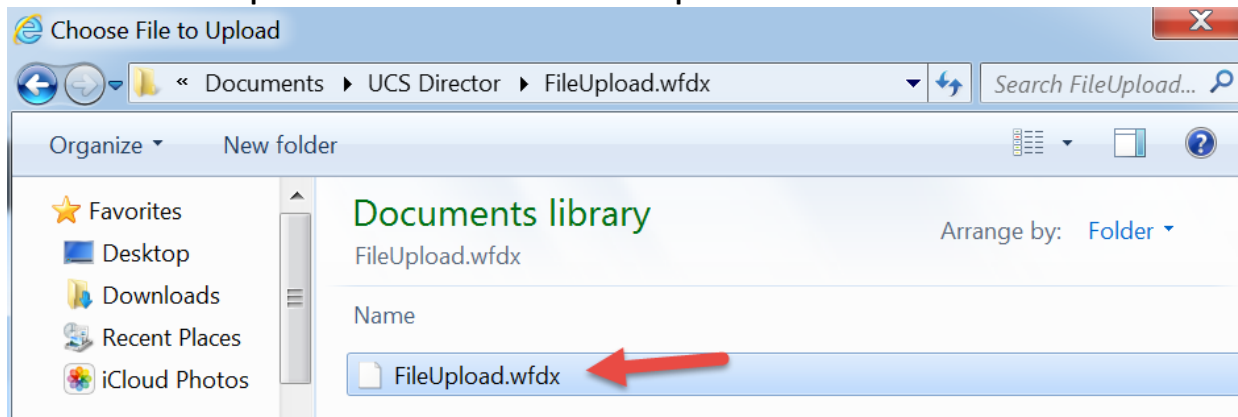 Choose File to Upload
« Documents ▸ UCS Director ▸ FileUpload.wfdx
Search FileUpload...
Organize
New folder
Favorites
Desktop
Downloads
Recent Places
iCloud Photos
Documents library
FileUpload.wfdx
Arrange by: Folder
Name
FileUpload.wfdx